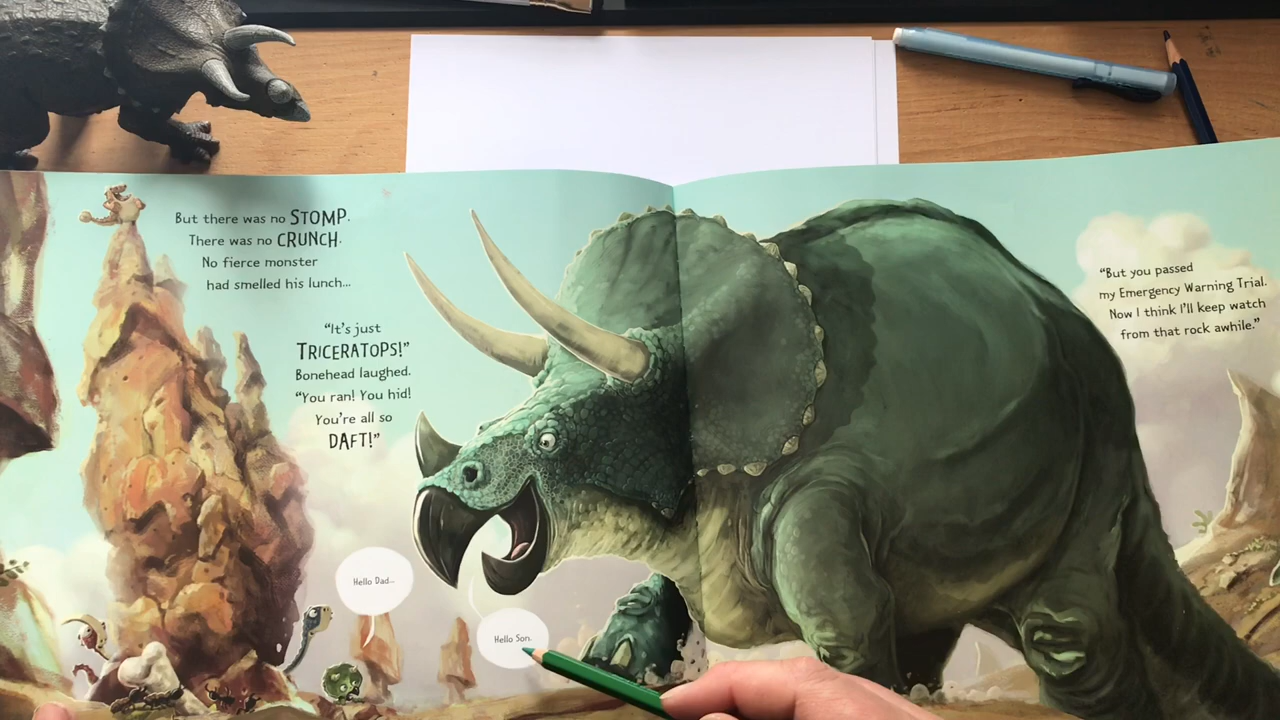 But there was no STOMP.
There was no CRUNCH.
No fierce monster
had smelled his lunch...
“It's just
TRICERATOPS!”
Bonehead laughed.
“You ran! You hid!
You're all so
DAFT!”
Hello Dad...
Hello Son.
“But you passed
my Emergency Warning Trial.
Now I think I'll keep watch
from that rock awhile.”